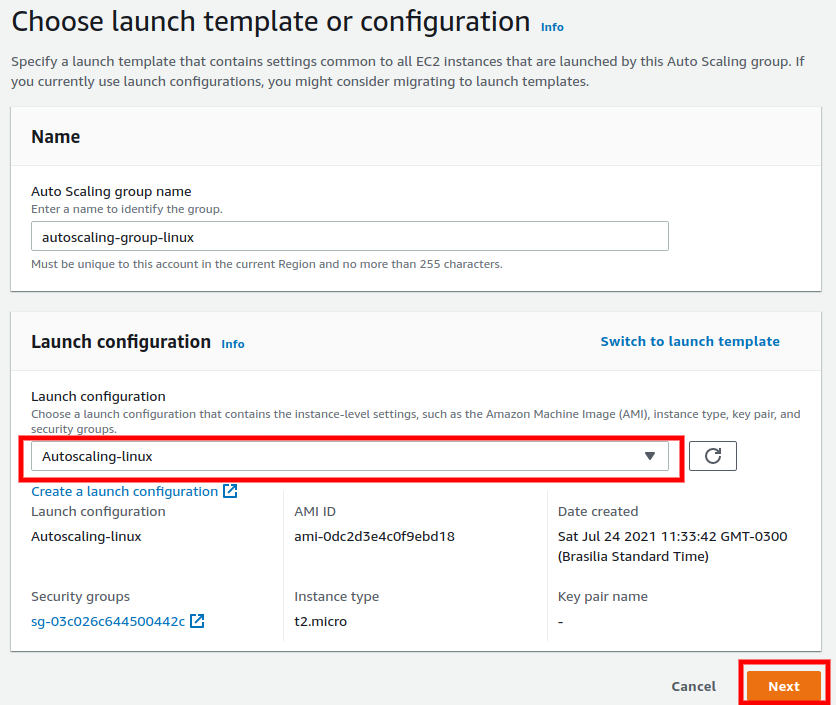 Choose launch template or configuration Info
Specify a launch template that contains settings common to all EC2 instances that are launched by this Auto Scaling group. If
you currently use launch configurations, you might consider migrating to launch templates.
Name
Auto Scaling group name
Enter a name to identify the group.
autoscaling-group-linux
Must be unique to this account in the current Region and no more than 255 characters.
Launch configuration Info
Switch to launch template
Launch configuration
Choose a launch configuration that contains the instance-level settings, such as the Amazon Machine Image (AMI), instance type, key pair, and
security groups.
Autoscaling-linux
Create a launch configuration
Launch configuration
Autoscaling-linux
AMI ID
ami-0dc2d3e4c0f9ebd18
Date created
Sat Jul 24 2021 11:33:42 GMT-0300
(Brasilia Standard Time)
Security groups
sg-03c026c644500442c
Instance type
t2.micro
Key pair name
-
Cancel
Next